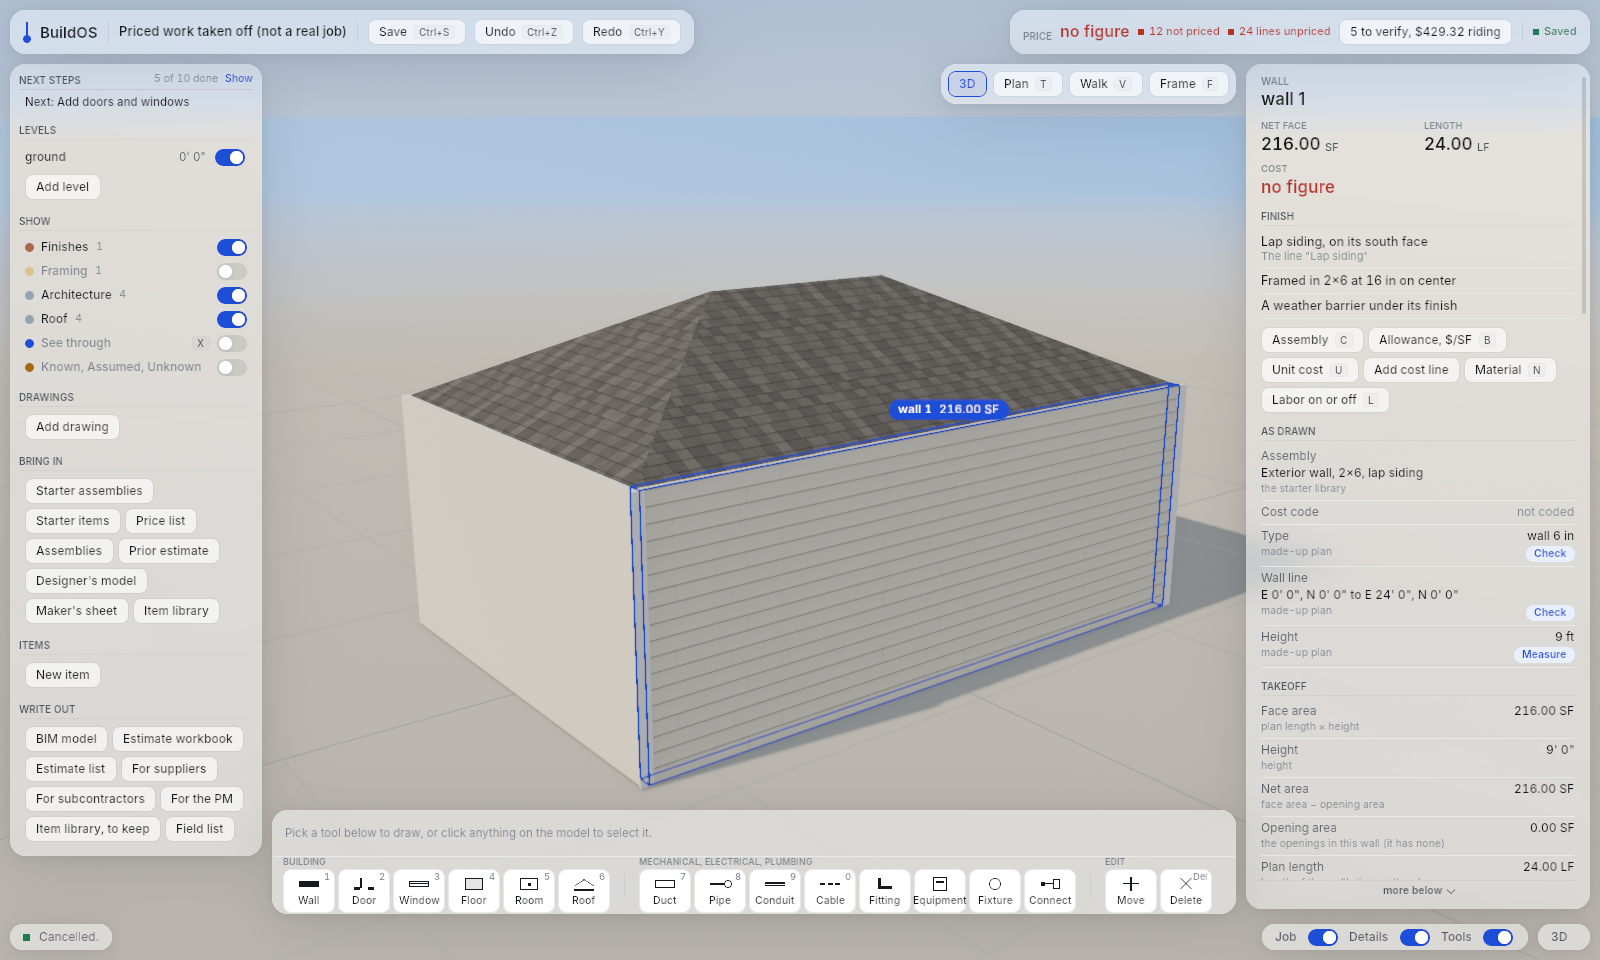 BuildOS
Priced work taken off (not a real job)
Save Ctrl+S
Undo Ctrl+Z
Redo Ctrl+Y
PRICE no figure
12 not priced
24 lines unpriced
5 to verify, $429.32 riding
Saved
NEXT STEPS 5 of 10 done Show
Next: Add doors and windows
LEVELS
ground 0' 0"
Add level
SHOW
Finishes 1
Framing 1
Architecture 4
Roof 4
See through X
Known, Assumed, Unknown
DRAWINGS
Add drawing
BRING IN
Starter assemblies
Starter items Price list
Assemblies Prior estimate
Designer's model
Maker's sheet Item library
ITEMS
New item
WRITE OUT
BIM model Estimate workbook
Estimate list For suppliers
For subcontractors For the PM
Item library, to keep Field list
Cancelled.
3D Plan T Walk V Frame F
wall 1 216.00 SF
Pick a tool below to draw, or click anything on the model to select it.
BUILDING
Wall 1 Door 2 Window 3 Floor 4 Room 5 Roof 6
MECHANICAL, ELECTRICAL, PLUMBING
Duct 7 Pipe 8 Conduit 9 Cable 0 Fitting Equipment Fixture Connect
EDIT
Move Delete Del
WALL
wall 1
NET FACE LENGTH
216.00 SF 24.00 LF
COST
no figure
FINISH
Lap siding, on its south face
The line "Lap siding"
Framed in 2×6 at 16 in on center
A weather barrier under its finish
Assembly C Allowance, $/SF B
Unit cost U Add cost line Material N
Labor on or off L
AS DRAWN
Assembly
Exterior wall, 2×6, lap siding
the starter library
Cost code not coded
Type wall 6 in
made-up plan Check
Wall line
E 0' 0", N 0' 0" to E 24' 0", N 0' 0"
made-up plan Check
Height 9 ft
made-up plan Measure
TAKEOFF
Face area 216.00 SF
plan length × height
Height 9' 0"
height
Net area 216.00 SF
face area − opening area
Opening area 0.00 SF
the openings in this wall (it has none)
Plan length 24.00 LF
more below
Job Details Tools 3D